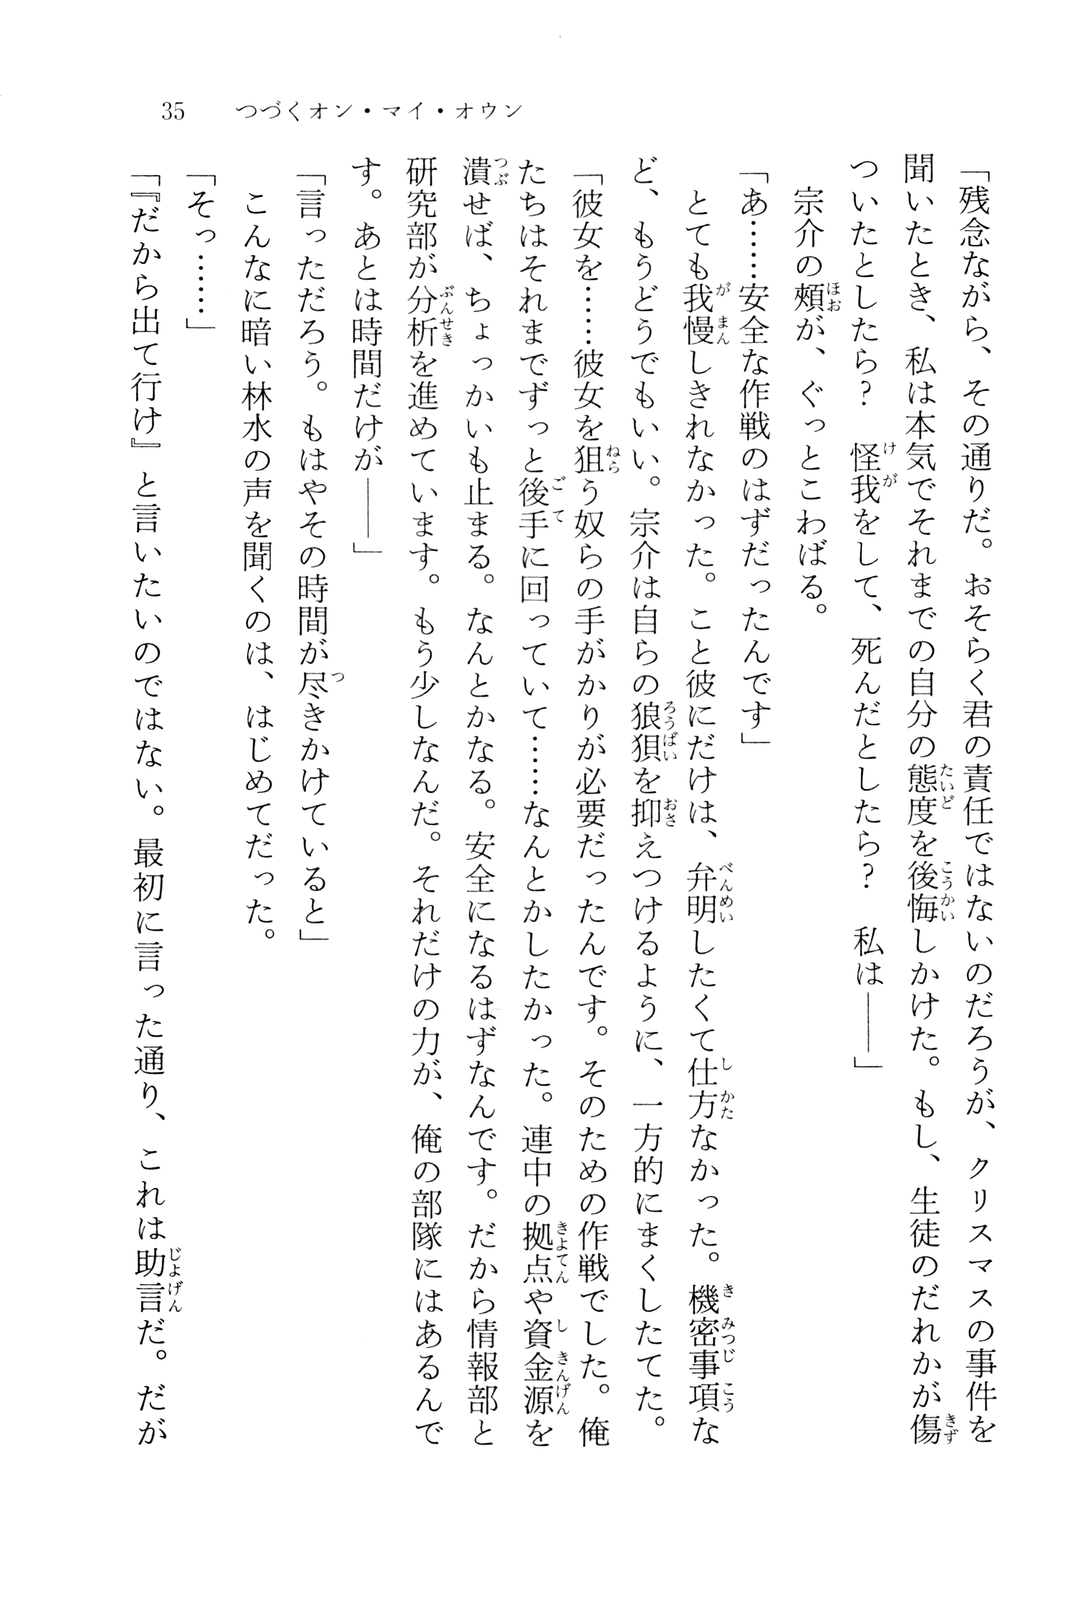 35　つづくオン・マイ・オウン
「残念ながら、その通りだ。おそらく君の責任ではないのだろうが、クリスマスの事件を
聞いたとき、私は本気でそれまでの自分の態度を後悔しかけた。もし、生徒のだれかが傷
ついたとしたら？　怪我をして、死んだとしたら？　私は――」
　宗介の頰が、ぐっとこわばる。
「あ……安全な作戦のはずだったんです」
　とても我慢しきれなかった。こと彼にだけは、弁明したくて仕方なかった。機密事項な
ど、もうどうでもいい。宗介は自らの狼狽を抑えつけるように、一方的にまくしたてた。
「彼女を……彼女を狙う奴らの手がかりが必要だったんです。そのための作戦でした。俺
たちはそれまでずっと後手に回っていて……なんとかしたかった。連中の拠点や資金源を
潰せば、ちょっかいも止まる。なんとかなる。安全になるはずなんです。だから情報部と
研究部が分析を進めています。もう少しなんだ。それだけの力が、俺の部隊にはあるんで
す。あとは時間だけが――」
「言っただろう。もはやその時間が尽きかけていると」
　こんなに暗い林水の声を聞くのは、はじめてだった。
「そっ……」
「『だから出て行け』と言いたいのではない。最初に言った通り、これは助言だ。だが